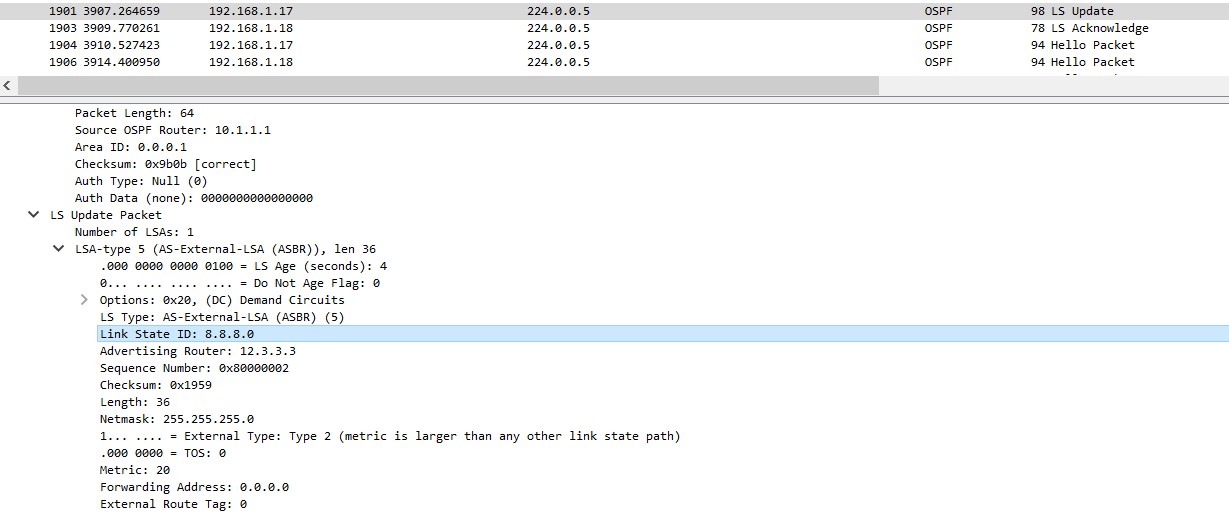 1901 3907.264659 192.168.1.17 224.0.0.5 OSPF 98 LS Update
1903 3909.770261 192.168.1.18 224.0.0.5 OSPF 78 LS Acknowledge
1904 3910.527423 192.168.1.17 224.0.0.5 OSPF 94 Hello Packet
1906 3914.400950 192.168.1.18 224.0.0.5 OSPF 94 Hello Packet
Packet Length: 64
Source OSPF Router: 10.1.1.1
Area ID: 0.0.0.1
Checksum: 0x9b0b [correct]
Auth Type: Null (0)
Auth Data (none): 0000000000000000
LS Update Packet
Number of LSAs: 1
LSA-type 5 (AS-External-LSA (ASBR)), len 36
.000 0000 0000 0100 = LS Age (seconds): 4
0... .... .... .... = Do Not Age Flag: 0
Options: 0x20, (DC) Demand Circuits
LS Type: AS-External-LSA (ASBR) (5)
Link State ID: 8.8.8.0
Advertising Router: 12.3.3.3
Sequence Number: 0x80000002
Checksum: 0x1959
Length: 36
Netmask: 255.255.255.0
1... .... = External Type: Type 2 (metric is larger than any other link state path)
.000 0000 = TOS: 0
Metric: 20
Forwarding Address: 0.0.0.0
External Route Tag: 0